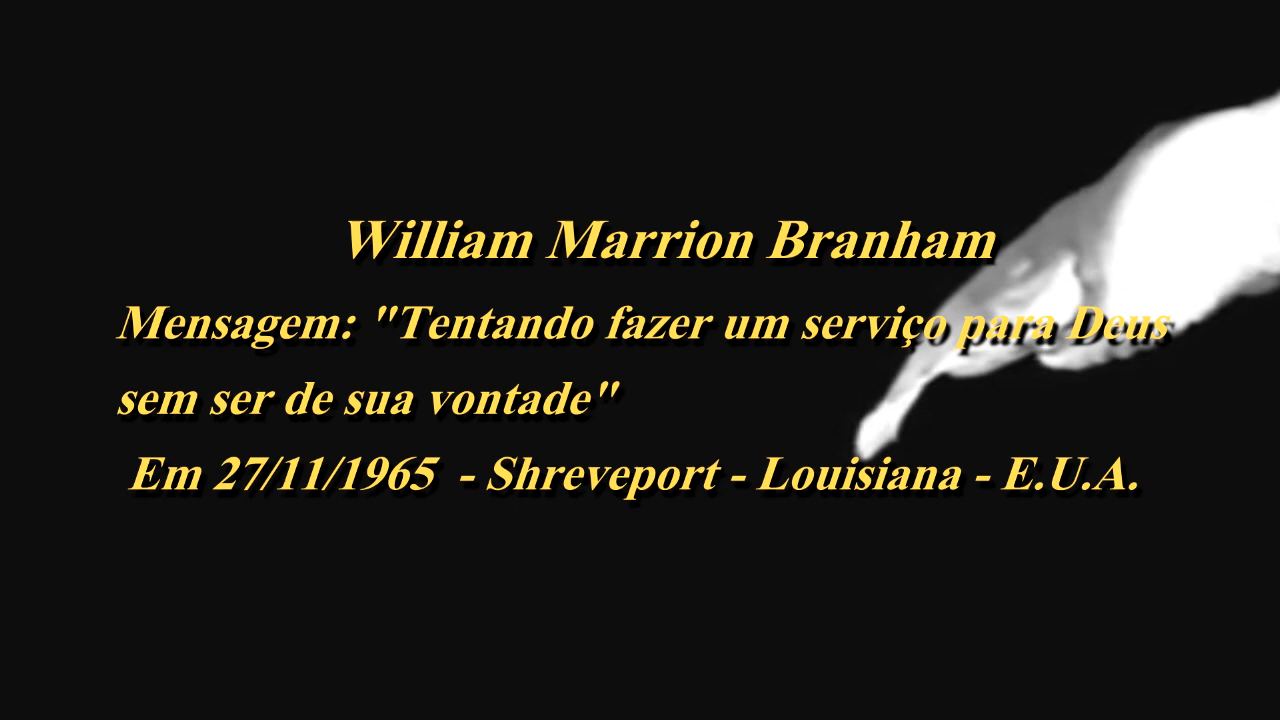 William Marrion Branham
Mensagem: "Tentando fazer um serviço para Deus
sem ser de sua vontade"
Em 27/11/1965 - Shreveport - Louisiana - E.U.A.